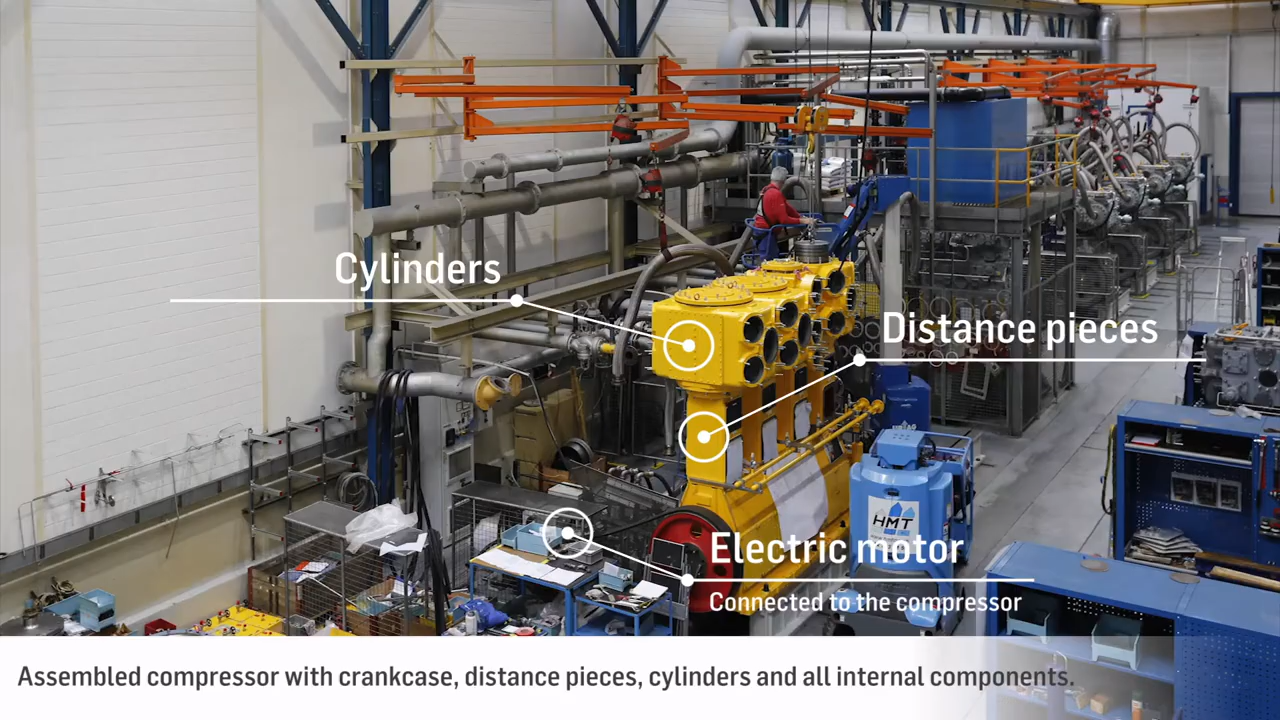 Cylinders
Distance pieces
HMT
Electric motor
Connected to the compressor
Assembled compressor with crankcase, distance pieces, cylinders and all internal components.